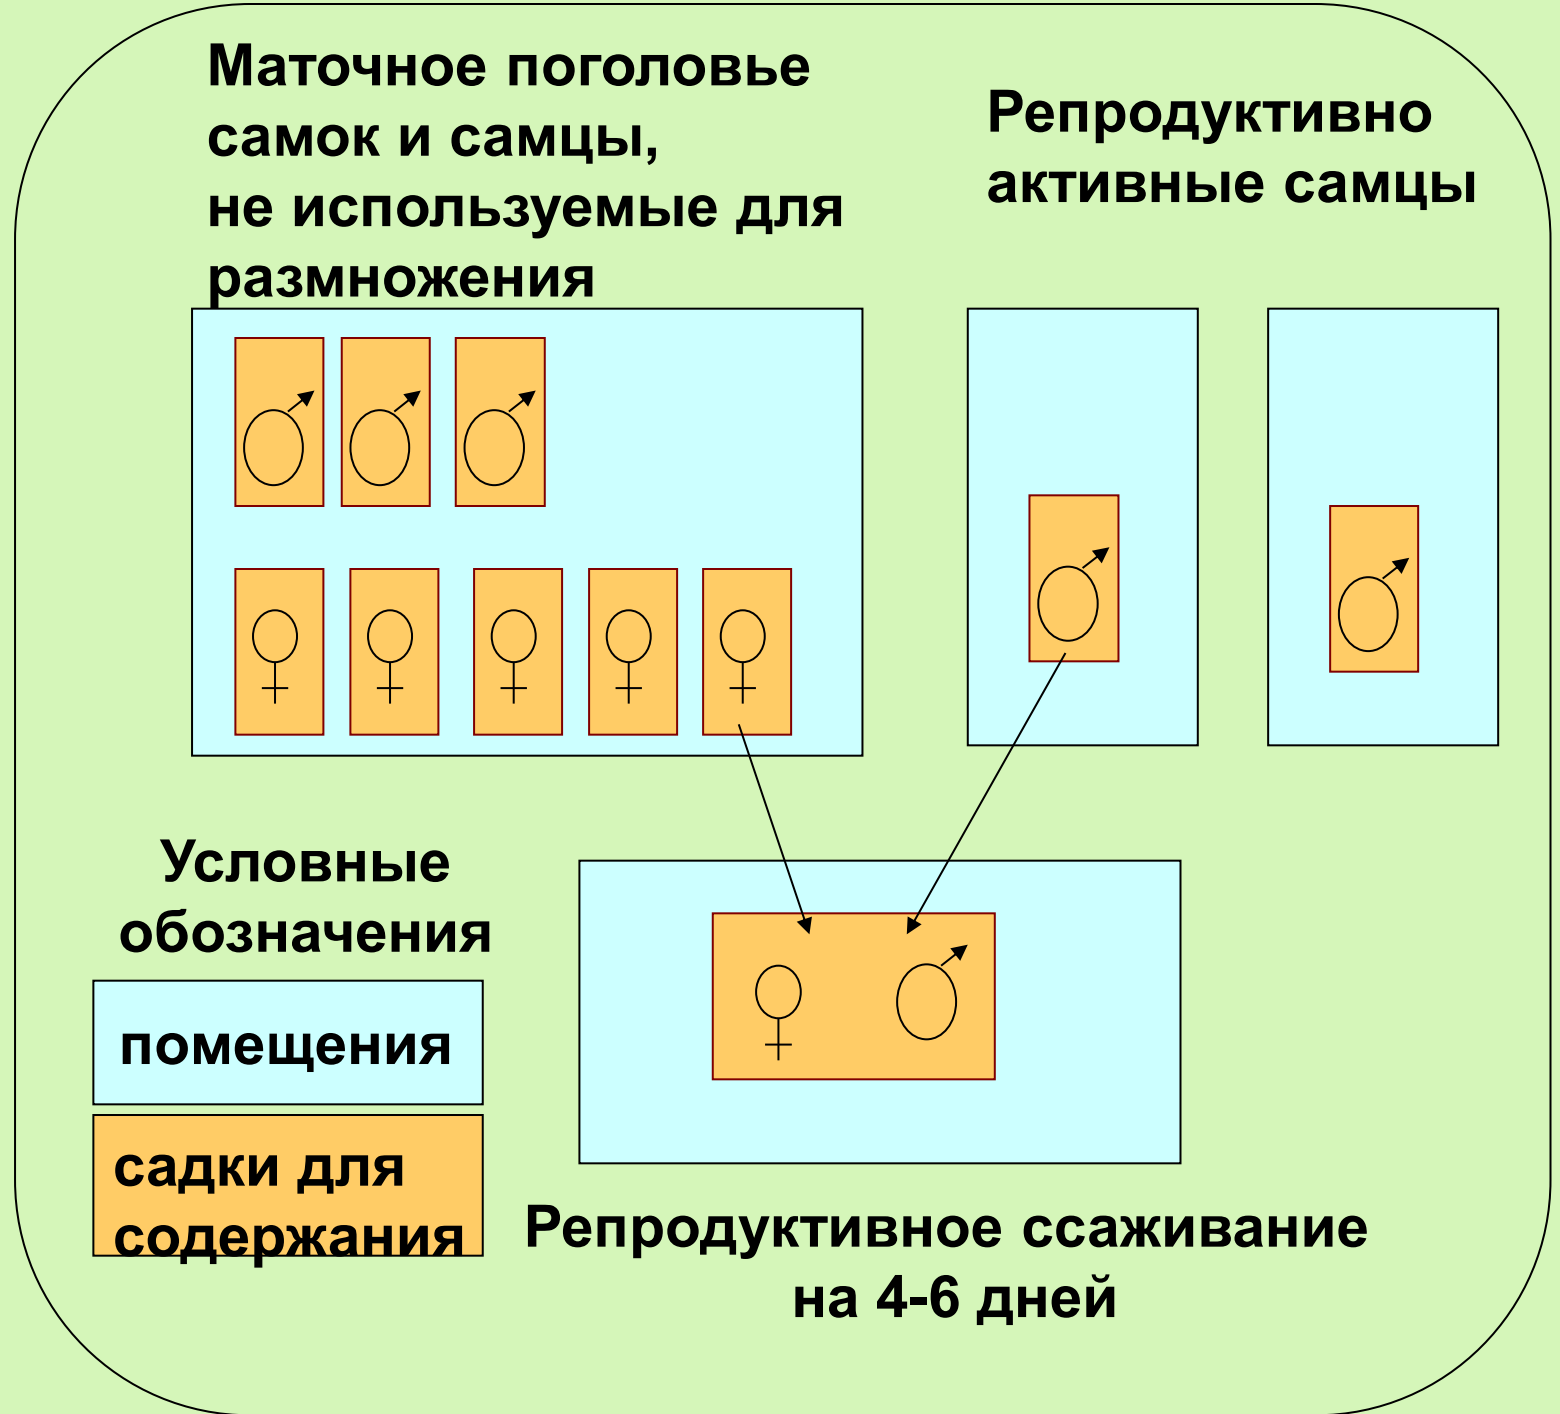 Маточное поголовье
самок и самцы,
не используемые для
размножения
Репродуктивно
активные самцы
Условные
обозначения
помещения
садки для
содержания
Репродуктивное ссаживание
на 4-6 дней